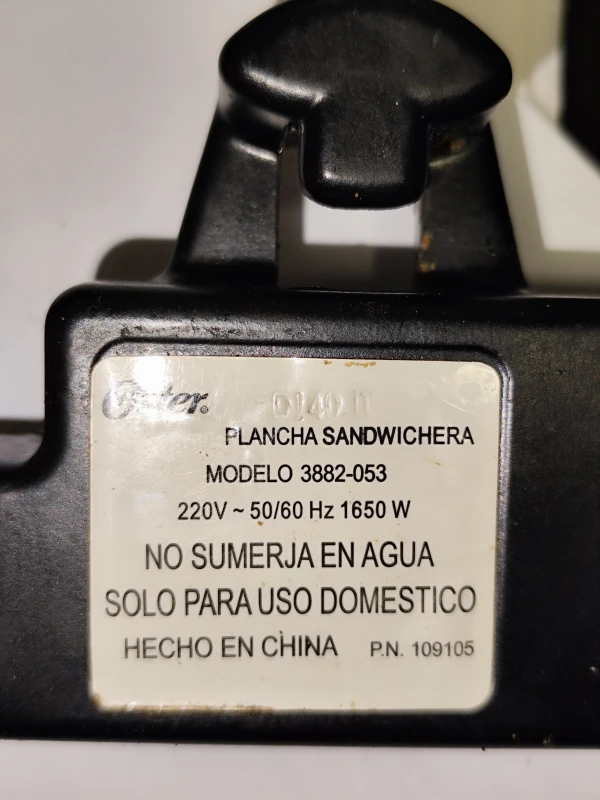 Oster.
PLANCHA SANDWICHERA
MODELO 3882-053
220V ~ 50/60 Hz 1650 W
NO SUMERJA EN AGUA
SOLO PARA USO DOMESTICO
HECHO EN CHINA P.N. 109105